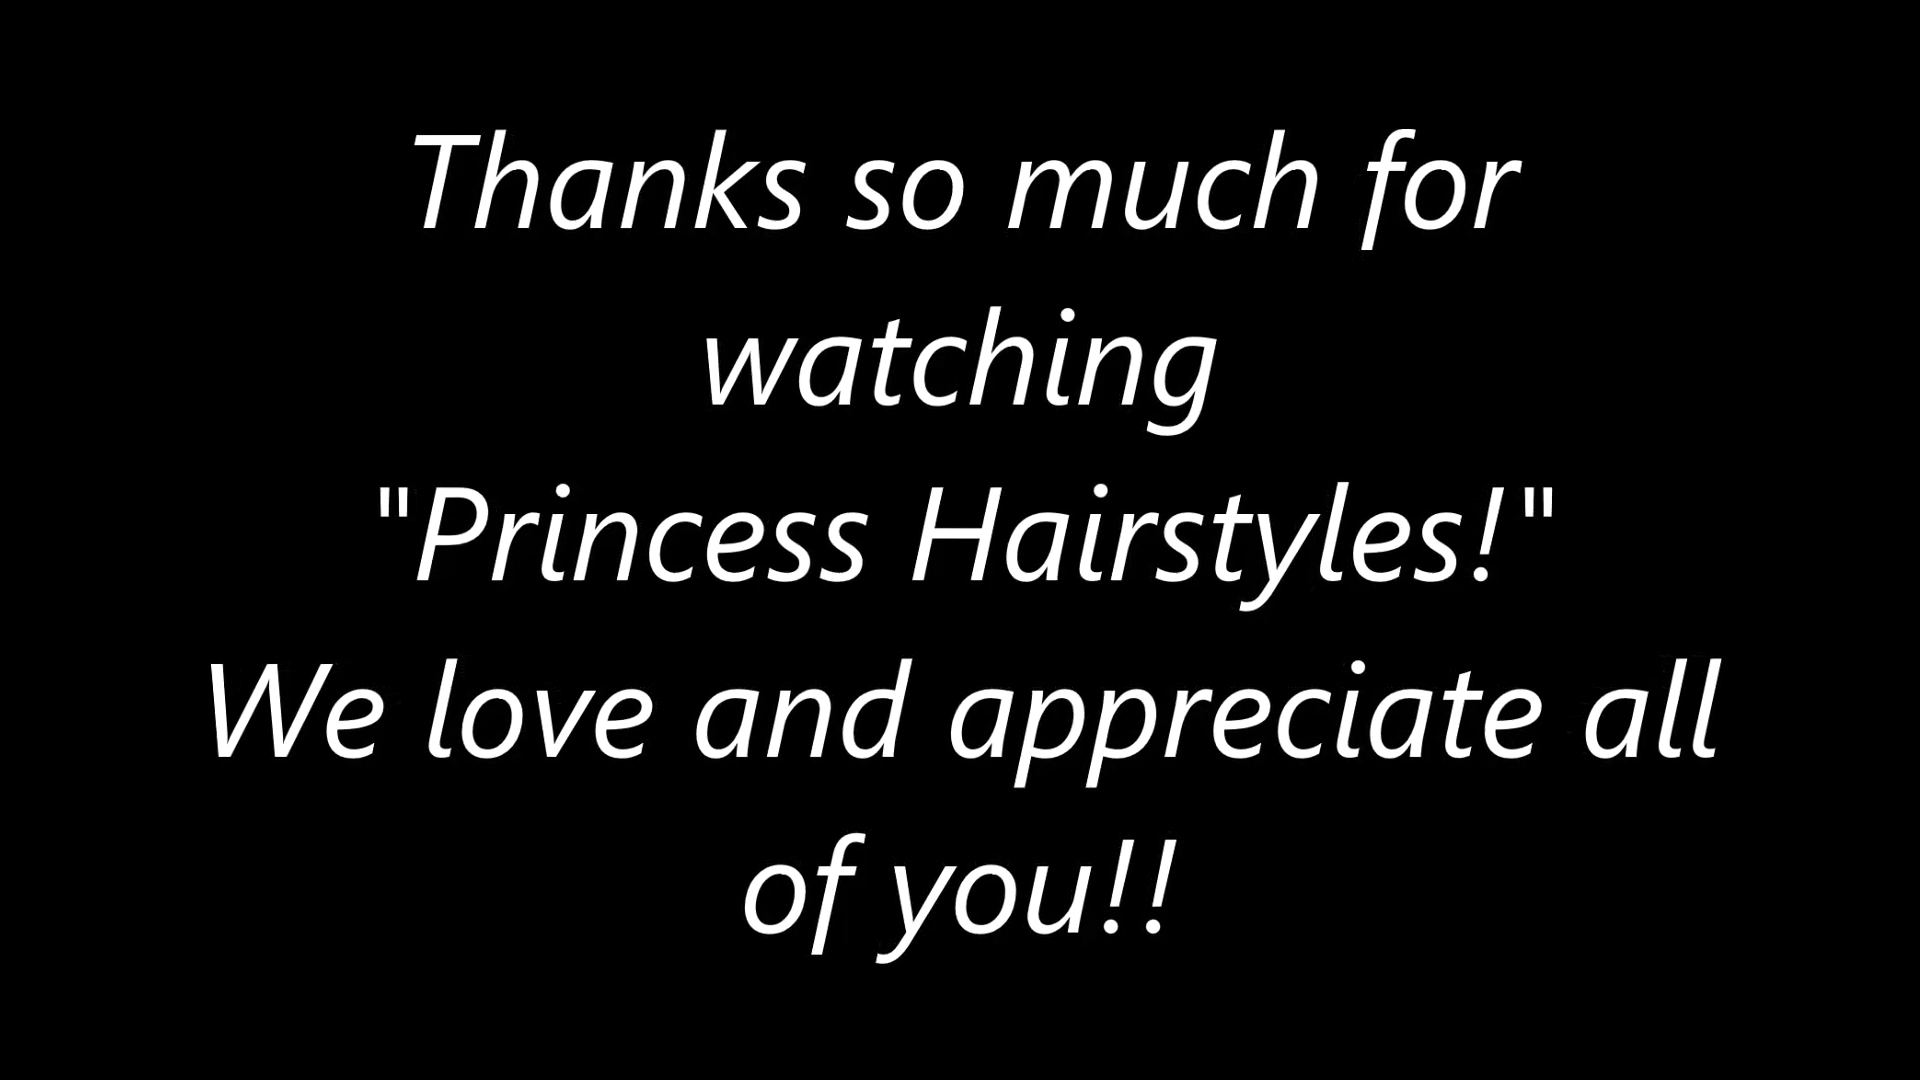 Thanks so much for
watching
"Princess Hairstyles!"
We love and appreciate all
of you!!